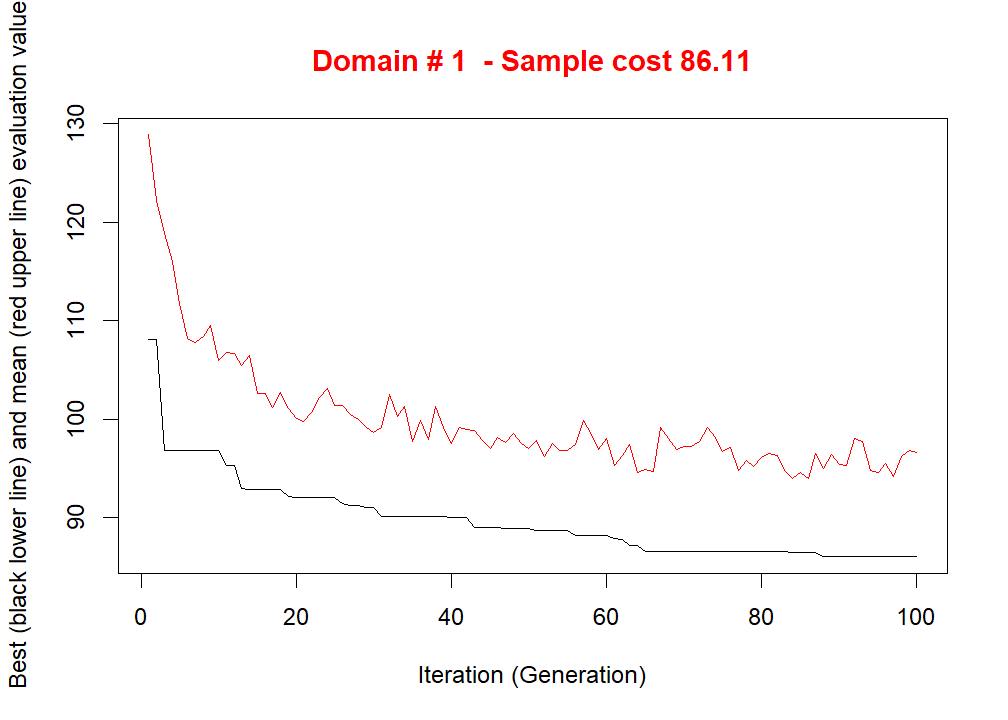 Domain # 1  - Sample cost 86.11
Best (black lower line) and mean (red upper line) evaluation value
130
120
110
100
90
0 20 40 60 80 100
Iteration (Generation)